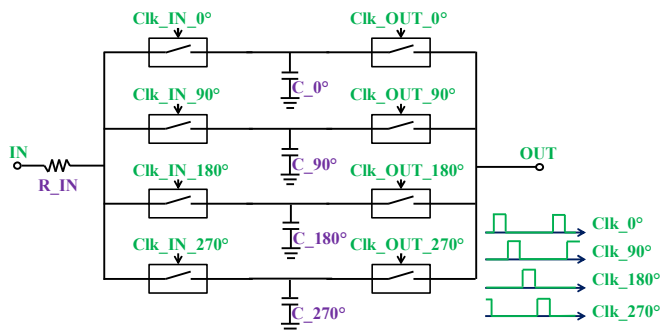 Clk_IN_0°
Clk_OUT_0°
C_0°
Clk_IN_90°
Clk_OUT_90°
C_90°
IN
R_IN
OUT
Clk_IN_180°
Clk_OUT_180°
C_180°
Clk_IN_270°
Clk_OUT_270°
C_270°
Clk_0°
Clk_90°
Clk_180°
Clk_270°